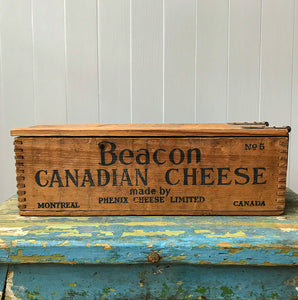 Nº 5
Beacon
CANADIAN CHEESE
made by
PHENIX CHEESE LIMITED
MONTREAL CANADA